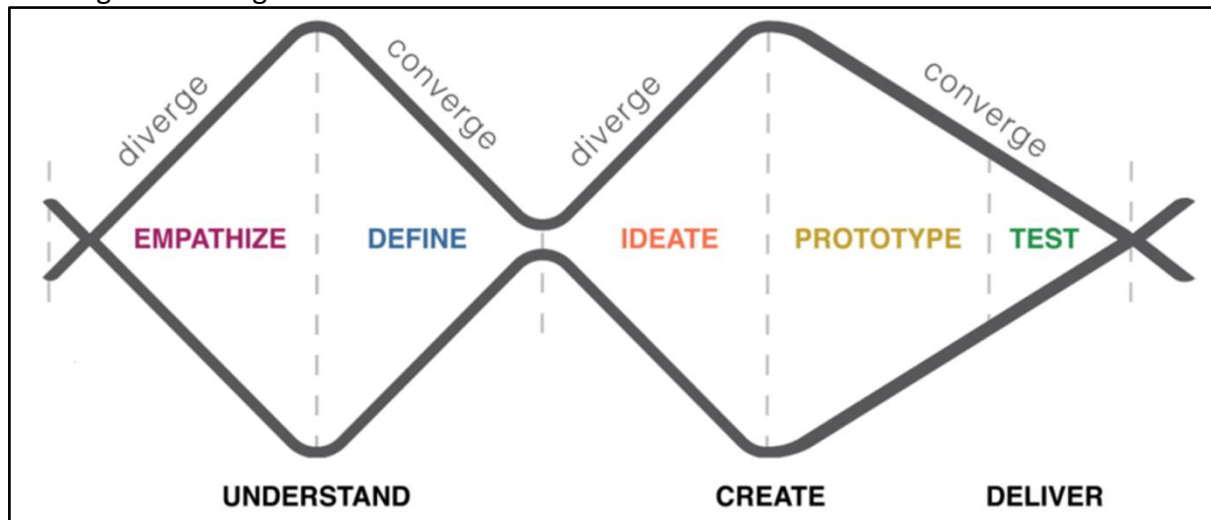 diverge
converge
diverge
converge
EMPATHIZE
DEFINE
IDEATE
PROTOTYPE
TEST
UNDERSTAND
CREATE
DELIVER